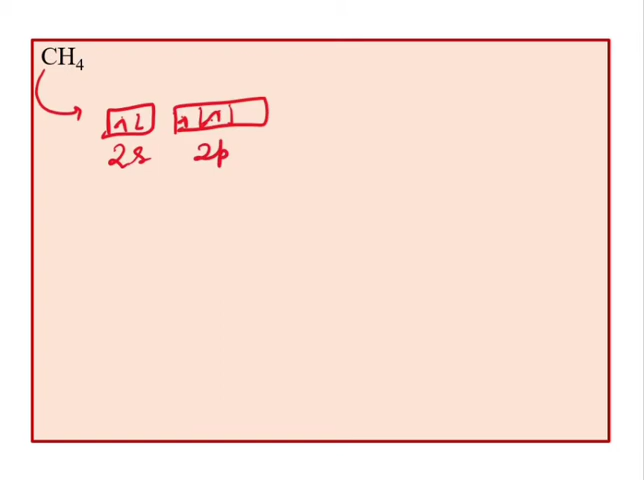 CH₄
↿⇂ ↿ ↿
2s 2p